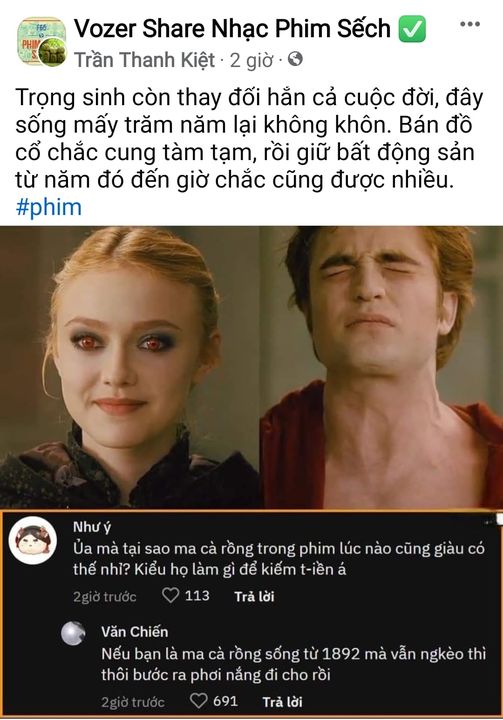 Vozer Share Nhạc Phim Sếch
Trần Thanh Kiệt · 2 giờ ·
Trọng sinh còn thay đổi hẳn cả cuộc đời, đây
sống mấy trăm năm lại không khôn. Bán đồ
cổ chắc cung tàm tạm, rồi giữ bất động sản
từ năm đó đến giờ chắc cũng được nhiều.
#phim
Như ý
Ủa mà tại sao ma cà rồng trong phim lúc nào cũng giàu có
thế nhỉ? Kiểu họ làm gì để kiếm t-iền á
2giờ trước 113 Trả lời
Văn Chiến
Nếu bạn là ma cà rồng sống từ 1892 mà vẫn ngkèo thì
thôi bước ra phơi nắng đi cho rồi
2giờ trước 691 Trả lời